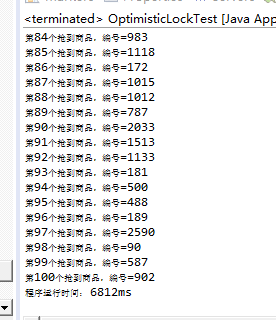 <terminated> OptimisticLockTest [Java App
第84个抢到商品，编号=983
第85个抢到商品，编号=1118
第86个抢到商品，编号=172
第87个抢到商品，编号=1015
第88个抢到商品，编号=1012
第89个抢到商品，编号=787
第90个抢到商品，编号=2033
第91个抢到商品，编号=1513
第92个抢到商品，编号=1133
第93个抢到商品，编号=181
第94个抢到商品，编号=500
第95个抢到商品，编号=488
第96个抢到商品，编号=189
第97个抢到商品，编号=2590
第98个抢到商品，编号=90
第99个抢到商品，编号=587
第100个抢到商品，编号=902
程序运行时间：6812ms